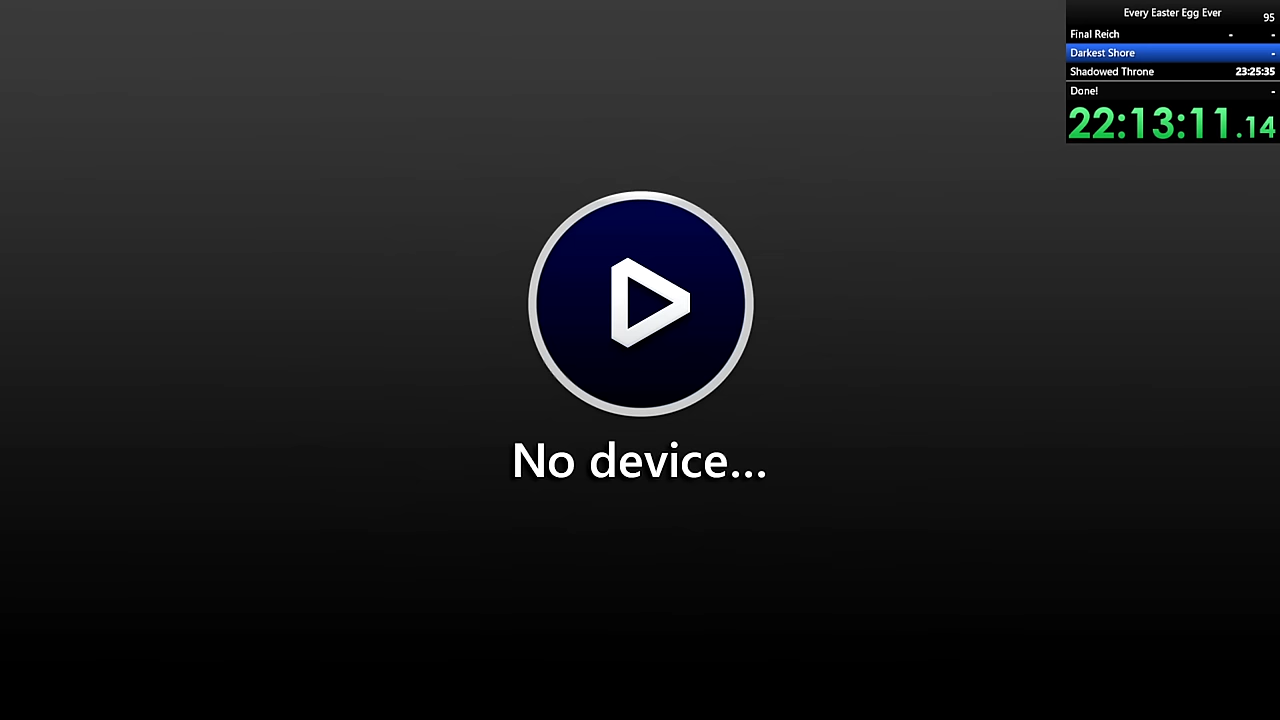 Every Easter Egg Ever 95
Final Reich - -
Darkest Shore -
Shadowed Throne 23:25:35
Done! -
22:13:11.14
No device...